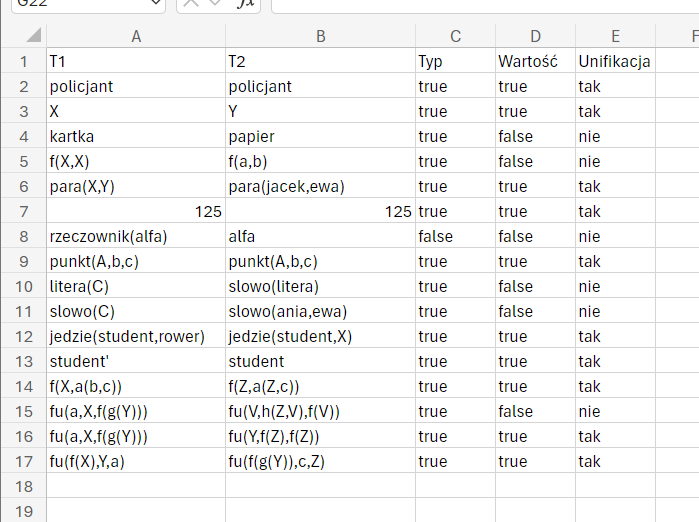 G22 fx
A B C D E F
1 T1 T2 Typ Wartość Unifikacja
2 policjant policjant true true tak
3 X Y true true tak
4 kartka papier true false nie
5 f(X,X) f(a,b) true false nie
6 para(X,Y) para(jacek,ewa) true true tak
7 125 125 true true tak
8 rzeczownik(alfa) alfa false false nie
9 punkt(A,b,c) punkt(A,b,c) true true tak
10 litera(C) slowo(litera) true false nie
11 slowo(C) slowo(ania,ewa) true false nie
12 jedzie(student,rower) jedzie(student,X) true true tak
13 student' student true true tak
14 f(X,a(b,c)) f(Z,a(Z,c)) true true tak
15 fu(a,X,f(g(Y))) fu(V,h(Z,V),f(V)) true false nie
16 fu(a,X,f(g(Y))) fu(Y,f(Z),f(Z)) true true tak
17 fu(f(X),Y,a) fu(f(g(Y)),c,Z) true true tak
18
19